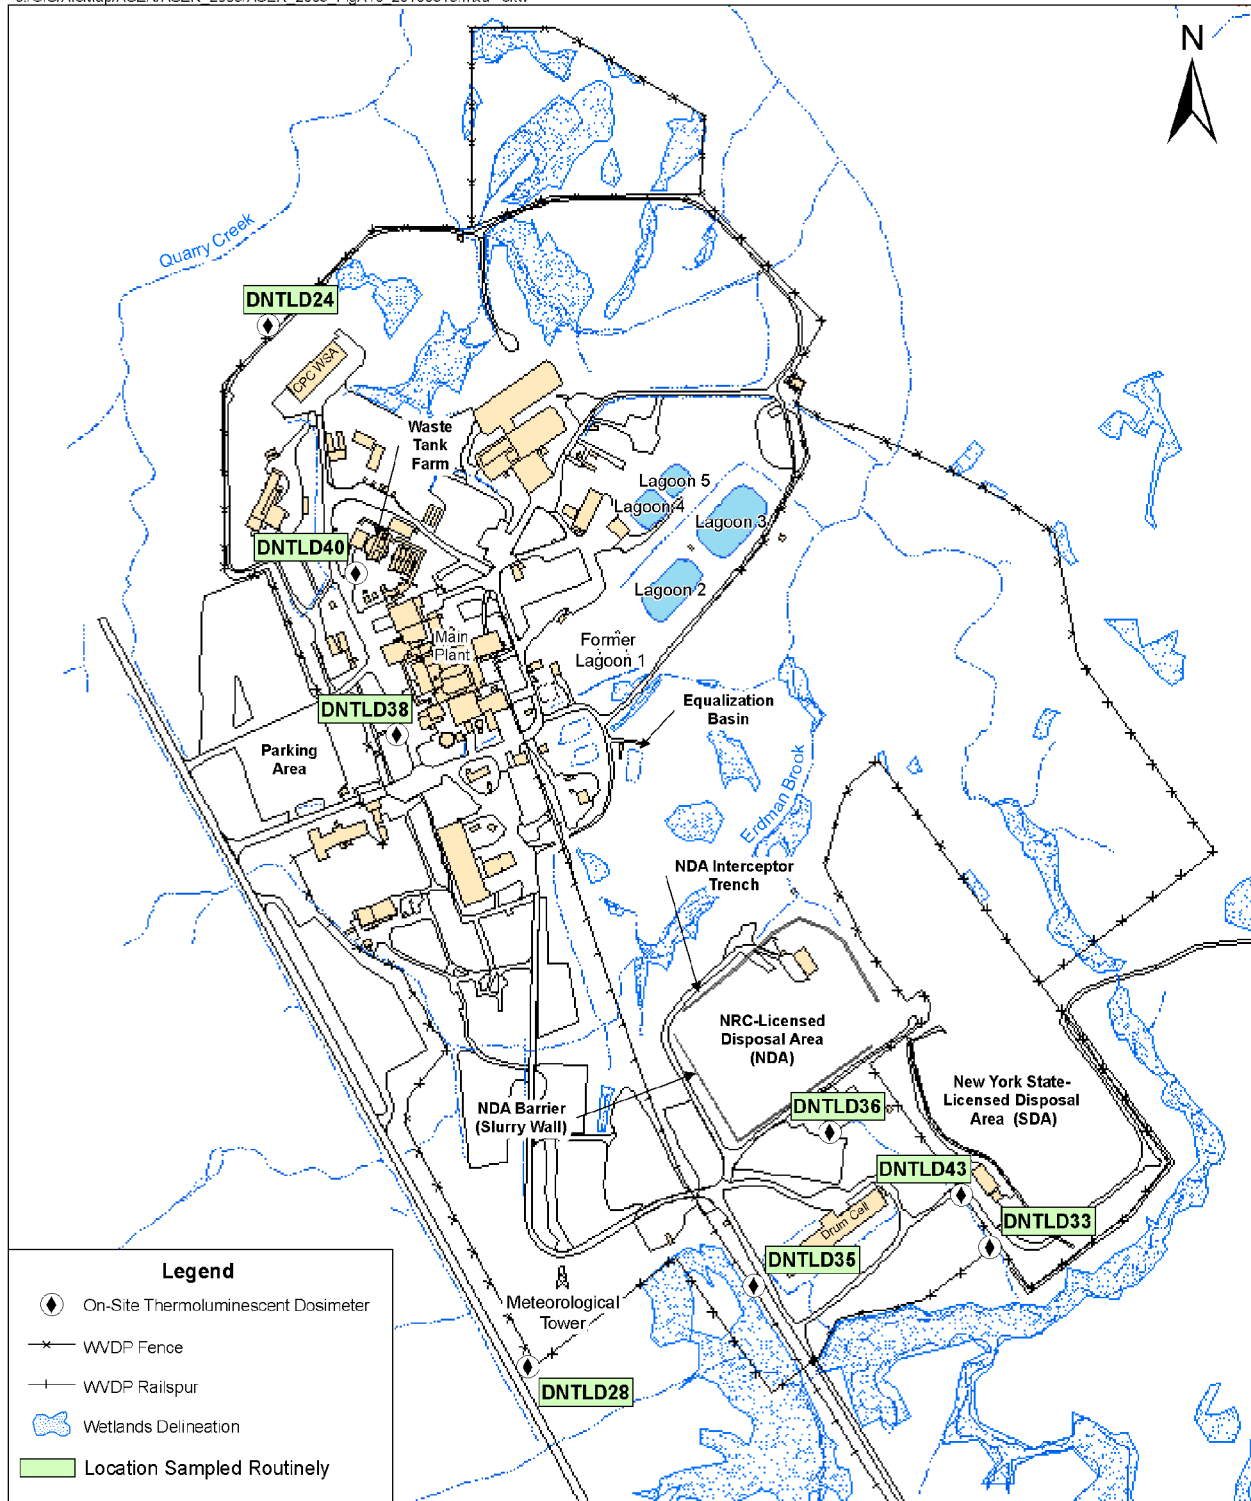 N
Quarry Creek
DNTLD24
CPC WSA
Waste
Tank
Farm
Lagoon 5
Lagoon 4
Lagoon 3
DNTLD40
Lagoon 2
Main
Plant
Former
Lagoon 1
DNTLD38
Equalization
Basin
Parking
Area
Erdman Brook
NDA Interceptor
Trench
NRC-Licensed
Disposal Area
(NDA)
New York State-
Licensed Disposal
Area (SDA)
NDA Barrier
(Slurry Wall)
DNTLD36
DNTLD43
DNTLD33
Drum Cell
DNTLD35
Meteorological
Tower
DNTLD28
Legend
On-Site Thermoluminescent Dosimeter
WVDP Fence
WVDP Railspur
Wetlands Delineation
Location Sampled Routinely